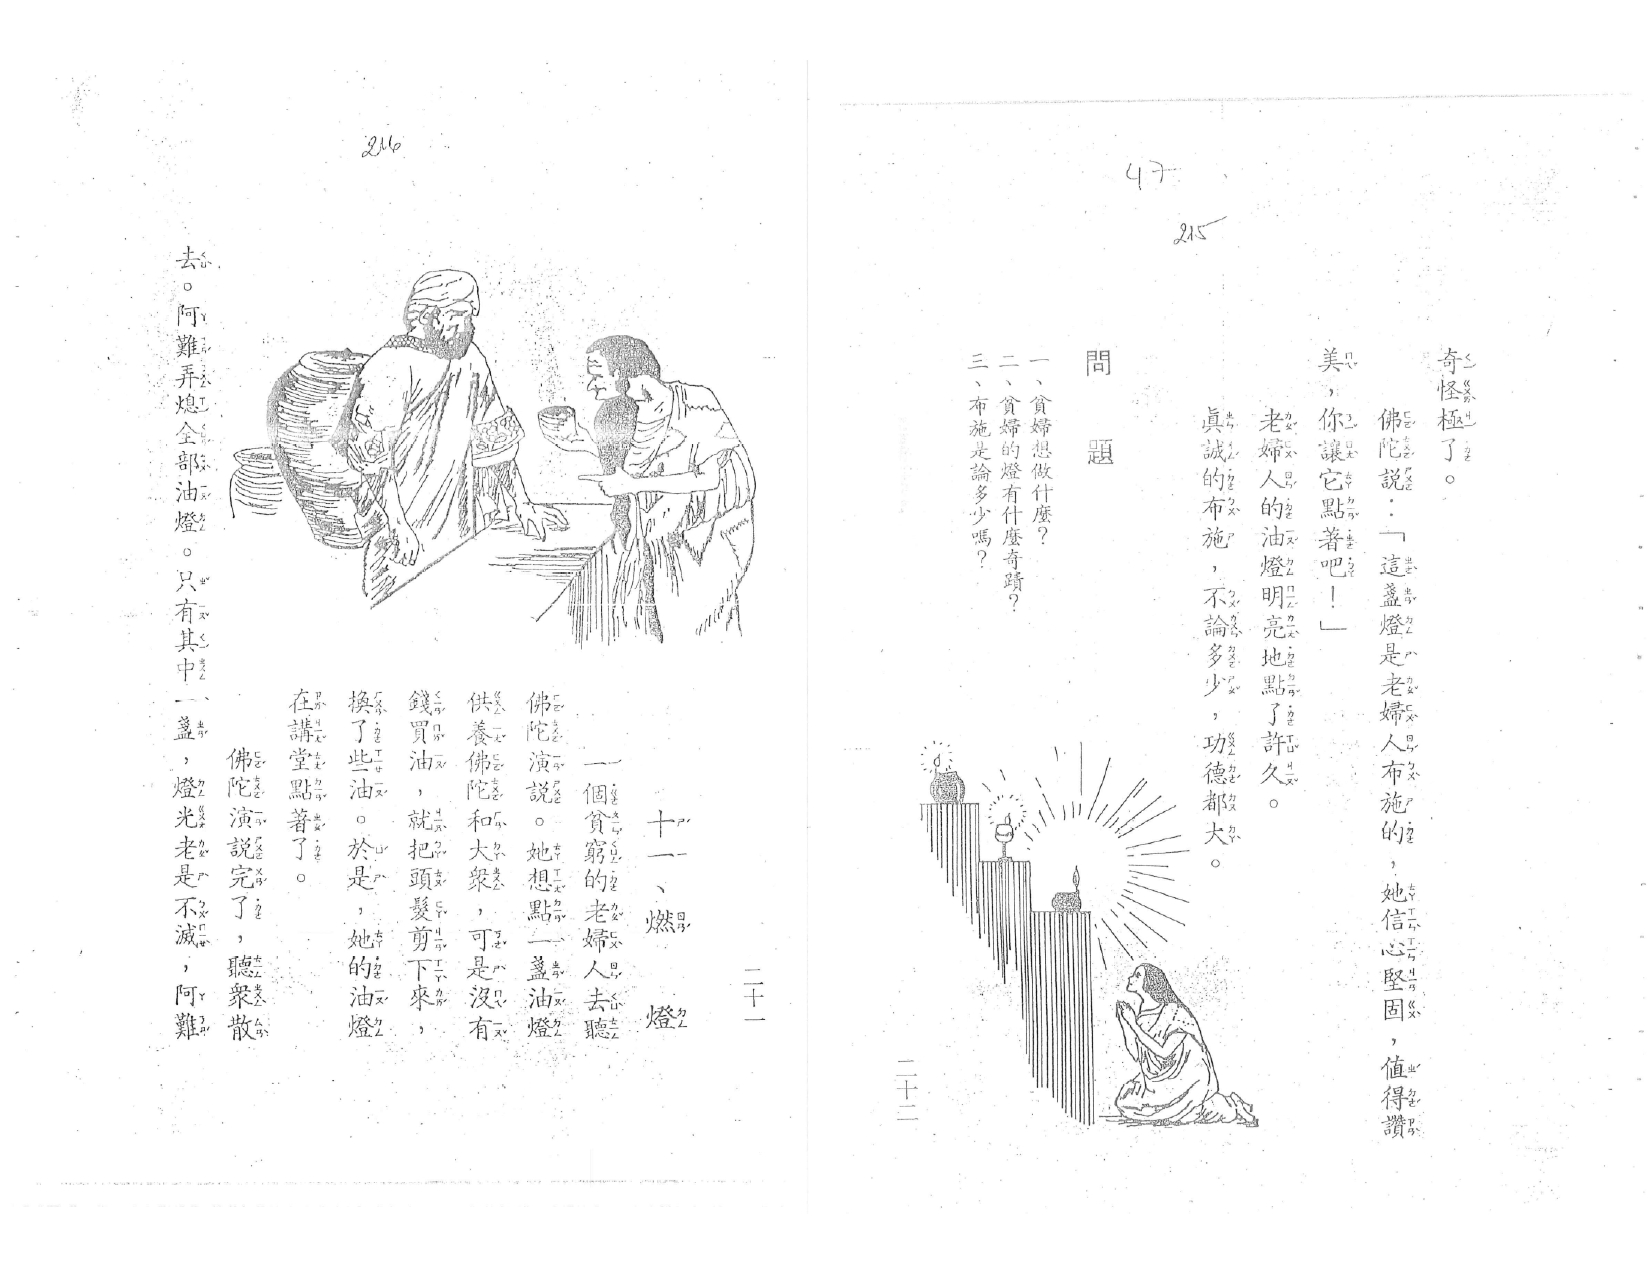 216
二十一
十一、燃燈
一個貧窮的老婦人去聽
佛陀演說。她想點一盞油燈
供養佛陀和大衆，可是沒有
錢買油，就把頭髮剪下來，
換了些油。於是，她的油燈
在講堂點著了。
佛陀演說完了，聽衆散
去。阿難弄熄全部油燈。只有其中一盞，燈光老是不滅，阿難
47
215
奇怪極了。
佛陀說：「這盞燈是老婦人布施的，她信心堅固，值得讚
美，你讓它點著吧！」
老婦人的油燈明亮地點了許久。
眞誠的布施，不論多少，功德都大。
問題
一、貧婦想做什麼？
二、貧婦的燈有什麼奇蹟？
三、布施是論多少嗎？
二十二